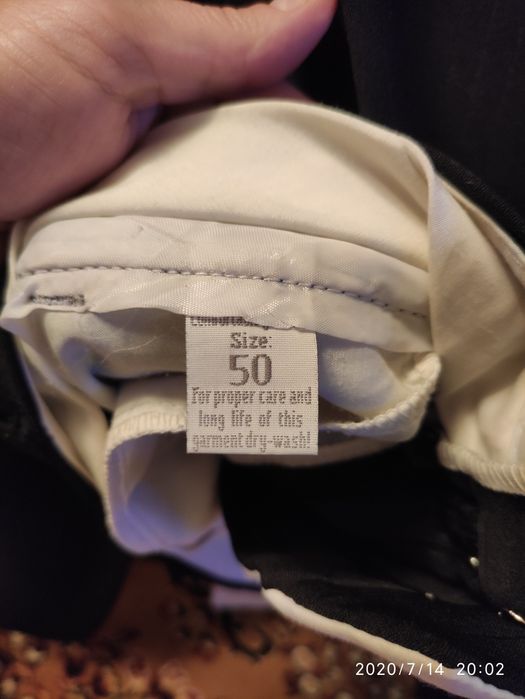 Size:
50
For proper care and
long life of this
garment dry-wash!
2020/7/14 20:02